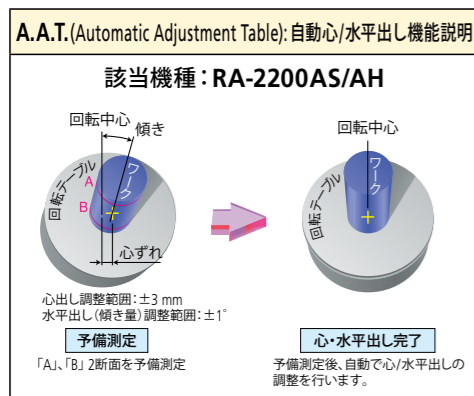 A.A.T.(Automatic Adjustment Table):自動心/水平出し機能説明
該当機種：RA-2200AS/AH
回転中心
傾き
ワーク
回転テーブル
A
B
心ずれ
心出し調整範囲：±3 mm
水平出し(傾き量)調整範囲：±1°
予備測定
「A」、「B」2断面を予備測定
回転中心
ワーク
回転テーブル
心・水平出し完了
予備測定後、自動で心/水平出しの
調整を行います。